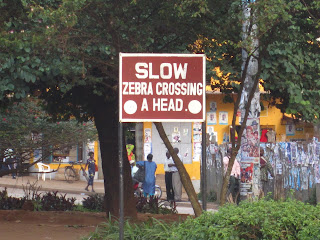 SLOW
ZEBRA CROSSING
A HEAD.